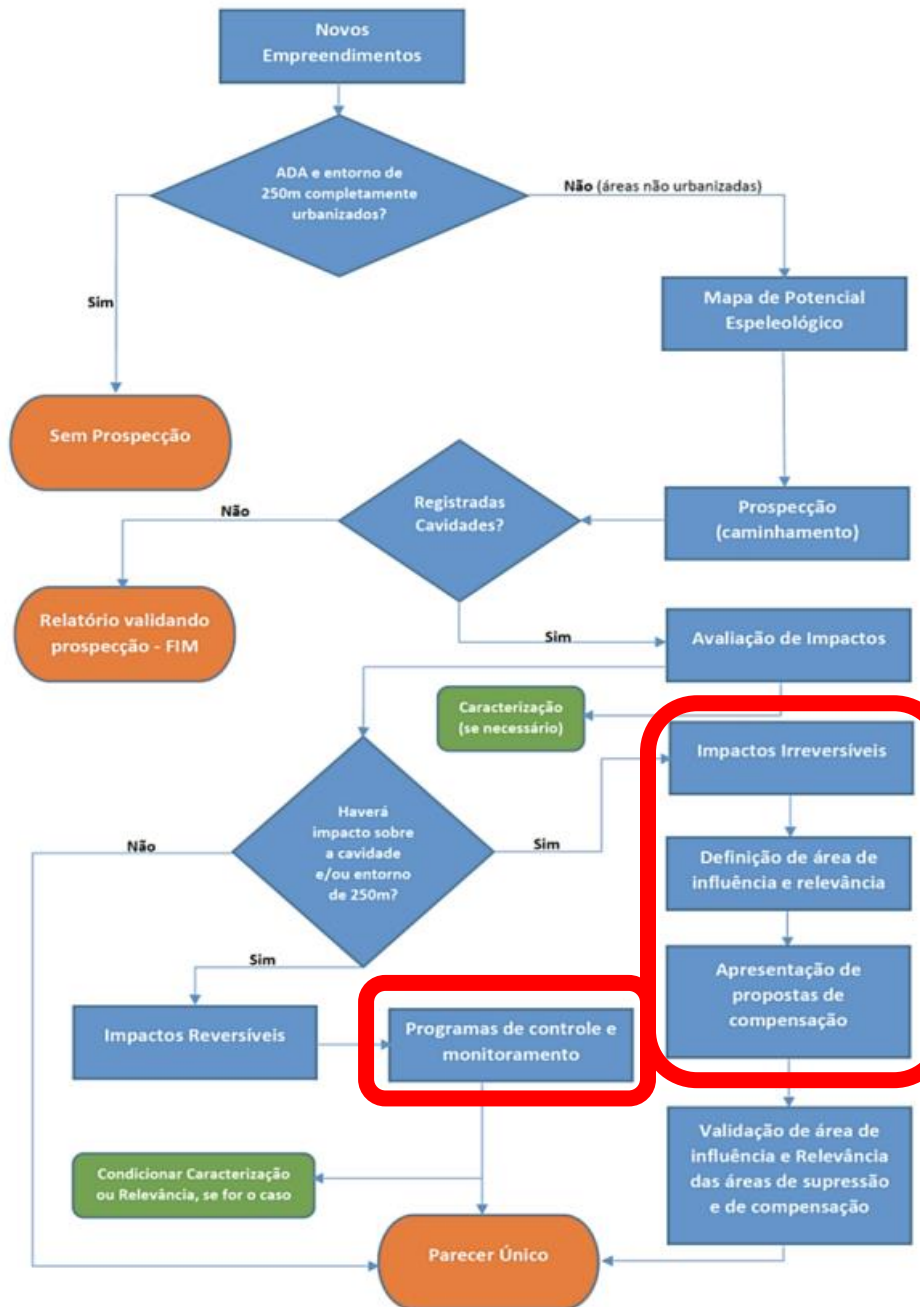 Novos
Empreendimentos
ADA e entorno de
250m completamente
urbanizados?
Não (áreas não urbanizadas)
Sim
Mapa de Potencial
Espeleológico
Sem Prospecção
Registradas
Cavidades?
Não
Prospecção
(caminhamento)
Relatório validando
prospecção - FIM
Sim
Avaliação de Impactos
Caracterização
(se necessário)
Impactos Irreversíveis
Haverá
impacto sobre
a cavidade
e/ou entorno
de 250m?
Não
Sim
Definição de área de
influência e relevância
Sim
Apresentação de
propostas de
compensação
Impactos Reversíveis
Programas de controle e
monitoramento
Validação de área de
influência e Relevância
das áreas de supressão
e de compensação
Condicionar Caracterização
ou Relevância, se for o caso
Parecer Único